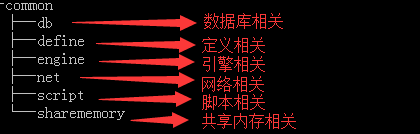 common
├──db 数据库相关
├──define 定义相关
├──engine 引擎相关
├──net 网络相关
├──script 脚本相关
└──sharememory 共享内存相关